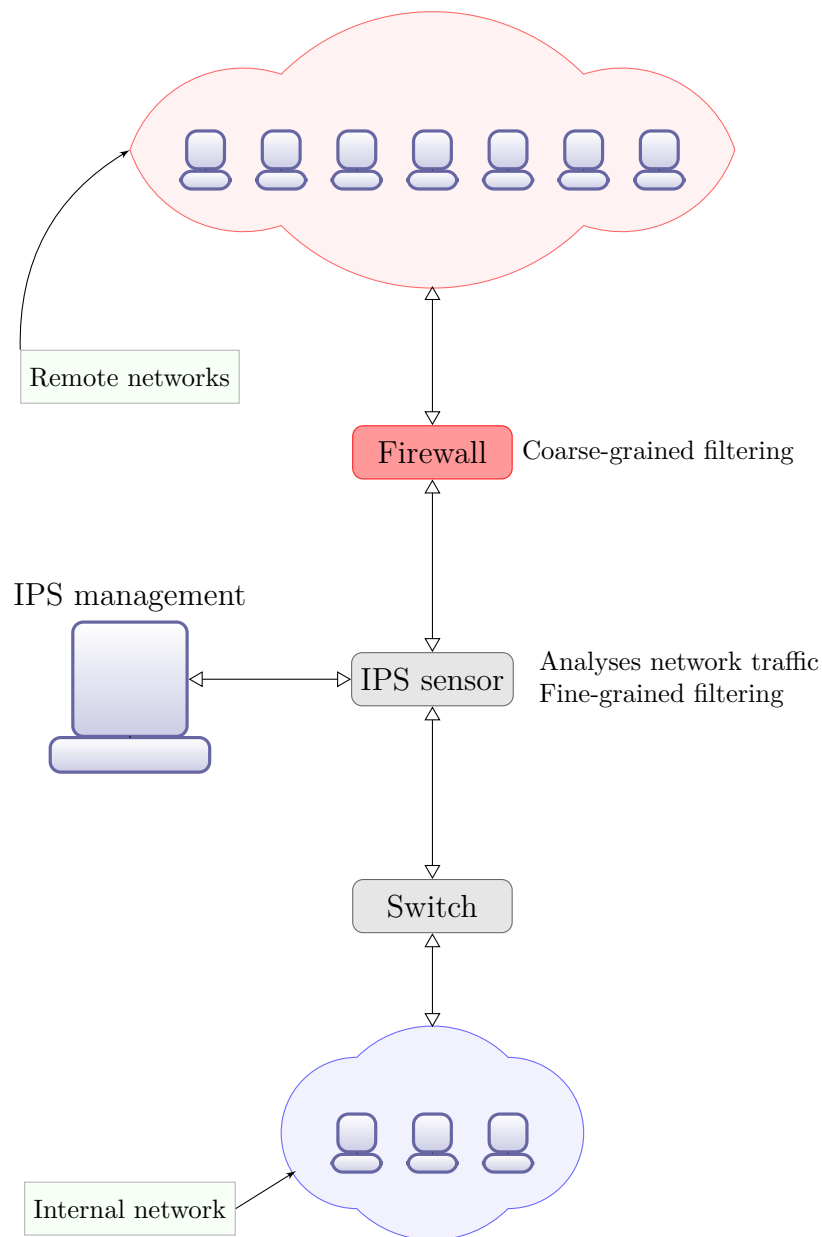 Remote networks
Firewall
Coarse-grained filtering
IPS management
IPS sensor
Analyses network traffic
Fine-grained filtering
Switch
Internal network